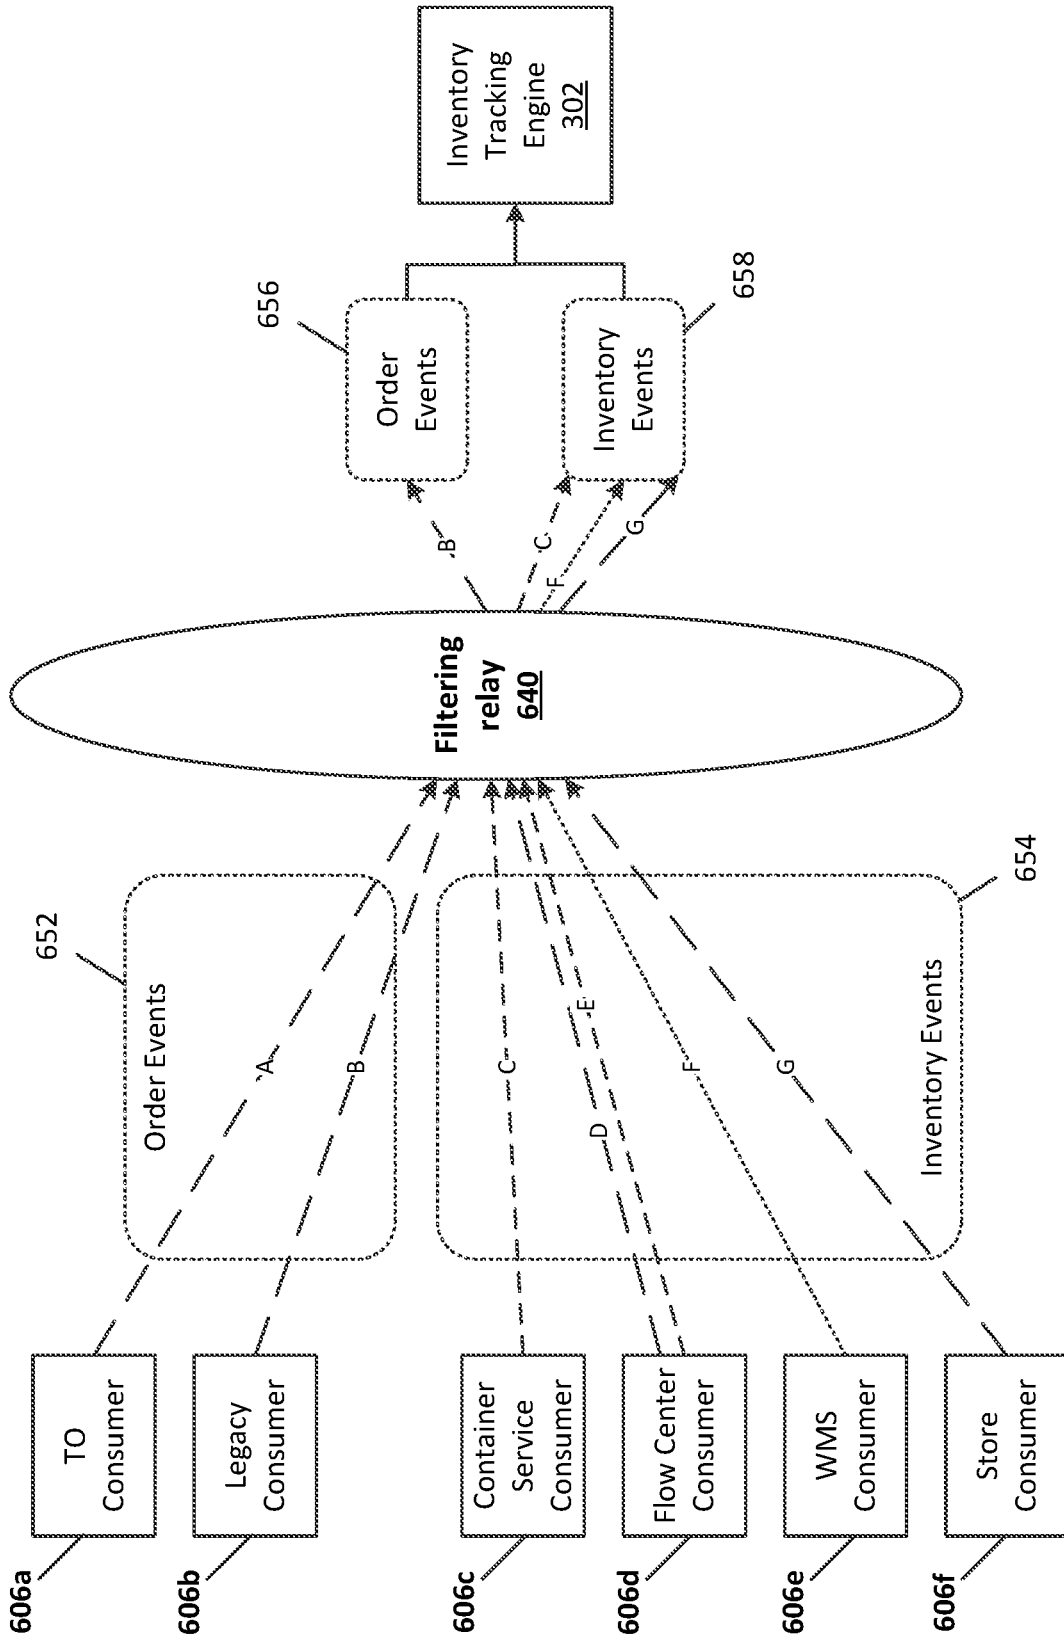 606a
TO
Consumer
606b
Legacy
Consumer
606c
Container
Service
Consumer
606d
Flow Center
Consumer
606e
WMS
Consumer
606f
Store
Consumer
652
Order Events
A
B
C
D
E
F
G
Inventory Events
654
Filtering
relay
640
B
C
F
G
656
Order
Events
Inventory
Events
658
Inventory
Tracking
Engine
302